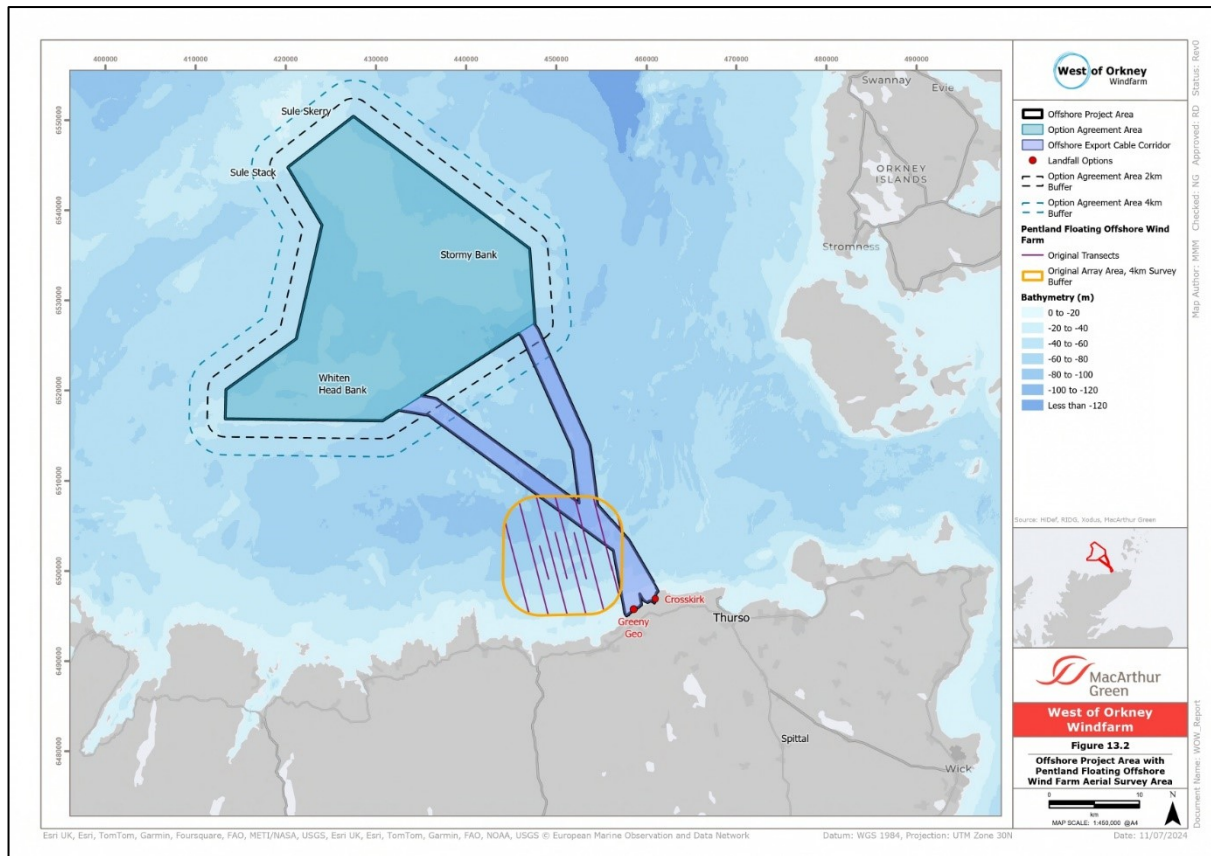 400000
410000
420000
430000
440000
450000
460000
470000
480000
490000
6550000
6540000
6530000
6520000
6510000
6500000
6490000
6480000
Sule Skerry
Sule Stack
Stormy Bank
Whiten
Head Bank
Swannay
Evie
ORKNEY
ISLANDS
Stromness
Crosskirk
Greeny
Geo
Thurso
Spittal
Wick
West of Orkney
Windfarm
Offshore Project Area
Option Agreement Area
Offshore Export Cable Corridor
Landfall Options
Option Agreement Area 2km
Buffer
Option Agreement Area 4km
Buffer
Pentland Floating Offshore Wind
Farm
Original Transects
Original Array Area, 4km Survey
Buffer
Bathymetry (m)
0 to -20
-20 to -40
-40 to -60
-60 to -80
-80 to -100
-100 to -120
Less than -120
Source: HiDef, RIDG, Xodus, MacArthur Green
MacArthur
Green
West of Orkney
Windfarm
Figure 13.2
Offshore Project Area with
Pentland Floating Offshore
Wind Farm Aerial Survey Area
0 10
km
N
MAP SCALE: 1:450,000 @A4
Esri UK, Esri, TomTom, Garmin, Foursquare, FAO, METI/NASA, USGS, Esri UK, Esri, TomTom, Garmin, FAO, NOAA, USGS © European Marine Observation and Data Network
Datum: WGS 1984, Projection: UTM Zone 30N
Date: 11/07/2024
Document Name: WOW_Report
Map Author: MMM Checked: NG Approved: RD Status: Rev0